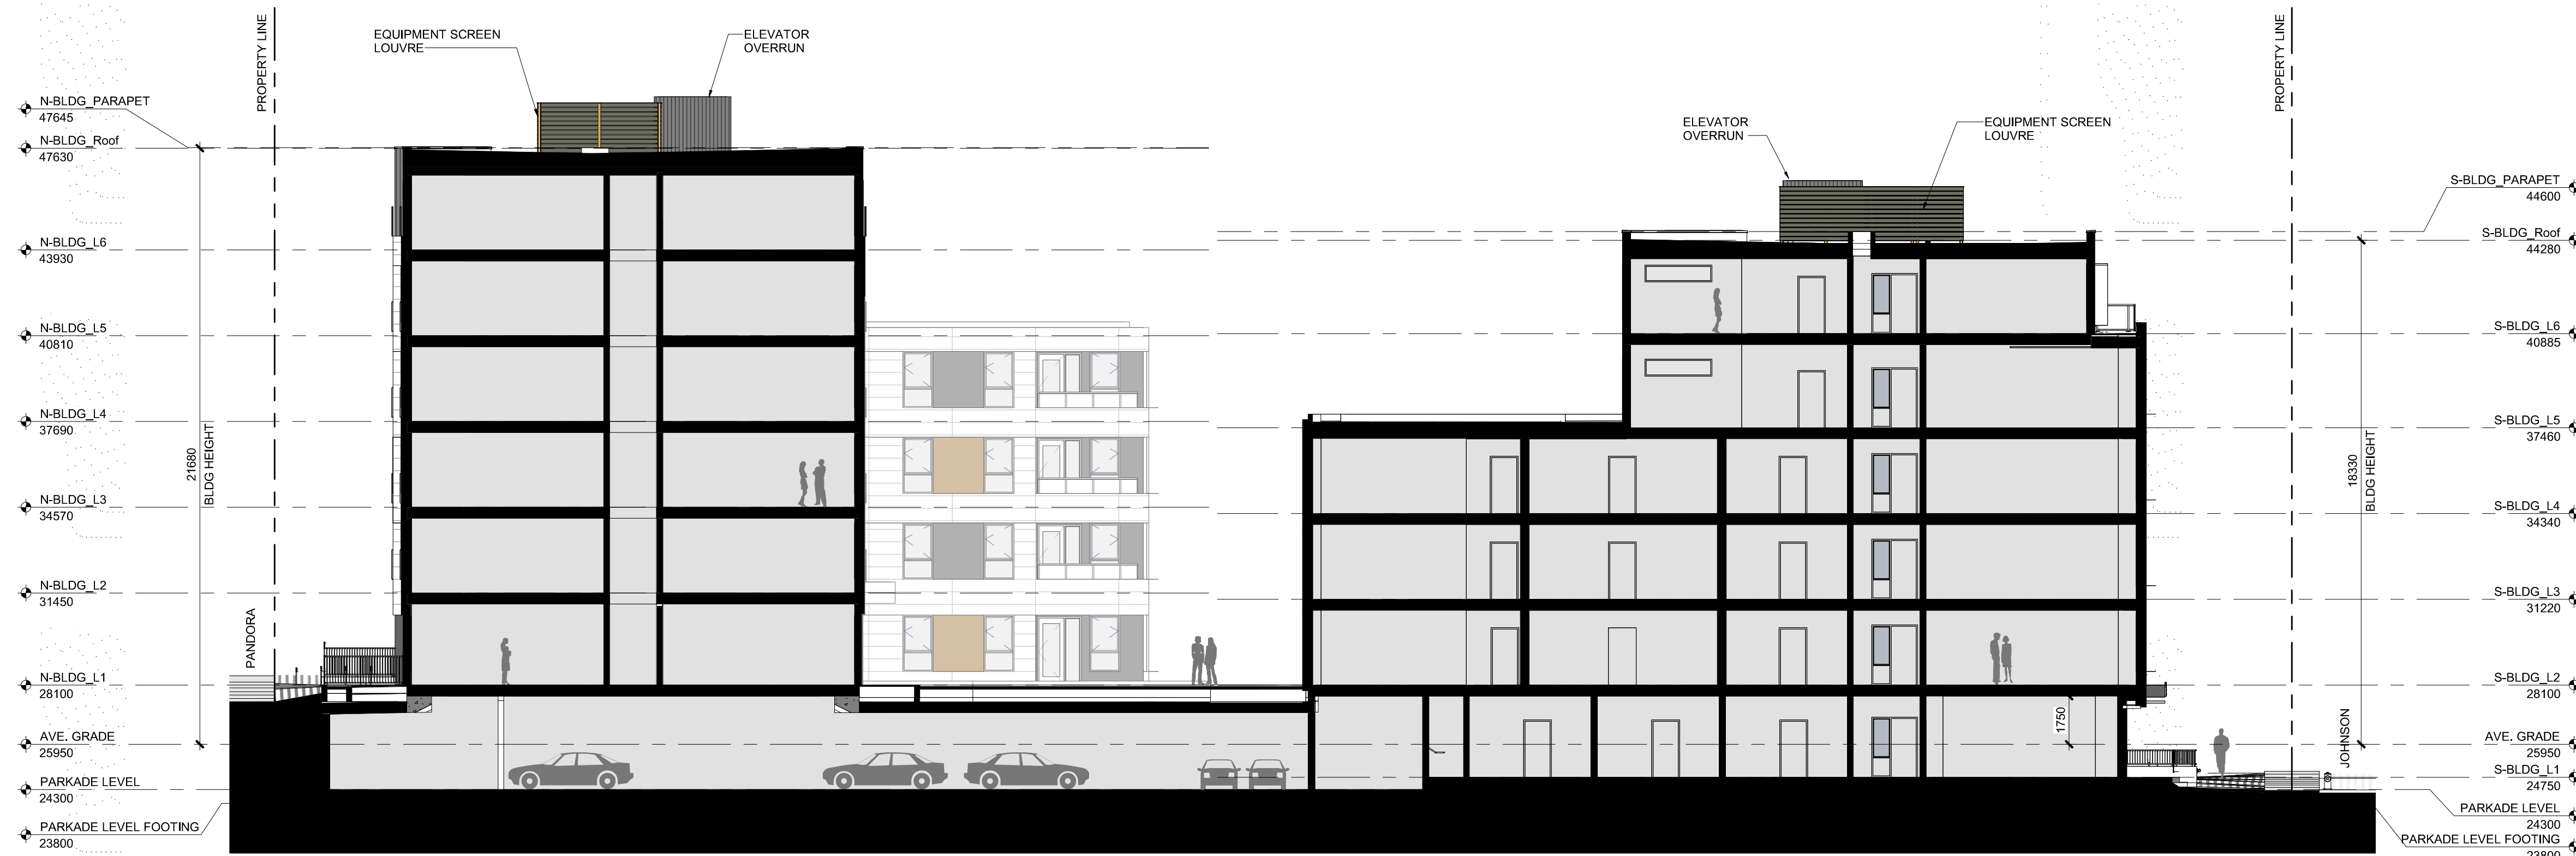 PROPERTY LINE
EQUIPMENT SCREEN
LOUVRE
ELEVATOR
OVERRUN
N-BLDG_PARAPET
47645
N-BLDG_Roof
47630
N-BLDG_L6
43930
N-BLDG_L5
40810
N-BLDG_L4
37690
N-BLDG_L3
34570
N-BLDG_L2
31450
N-BLDG_L1
28100
AVE. GRADE
25950
PARKADE LEVEL
24300
PARKADE LEVEL FOOTING
23800
21680
BLDG HEIGHT
PANDORA
ELEVATOR
OVERRUN
EQUIPMENT SCREEN
LOUVRE
PROPERTY LINE
1750
JOHNSON
18330
BLDG HEIGHT
S-BLDG_PARAPET
44600
S-BLDG_Roof
44280
S-BLDG_L6
40885
S-BLDG_L5
37460
S-BLDG_L4
34340
S-BLDG_L3
31220
S-BLDG_L2
28100
AVE. GRADE
25950
S-BLDG_L1
24750
PARKADE LEVEL
24300
PARKADE LEVEL FOOTING
23800